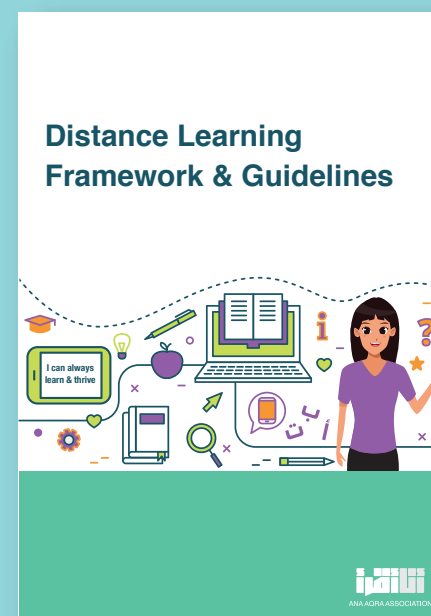 Distance Learning
Framework & Guidelines
I can always
learn & thrive
i
?
أ ب ت
ANA AQRA ASSOCIATION